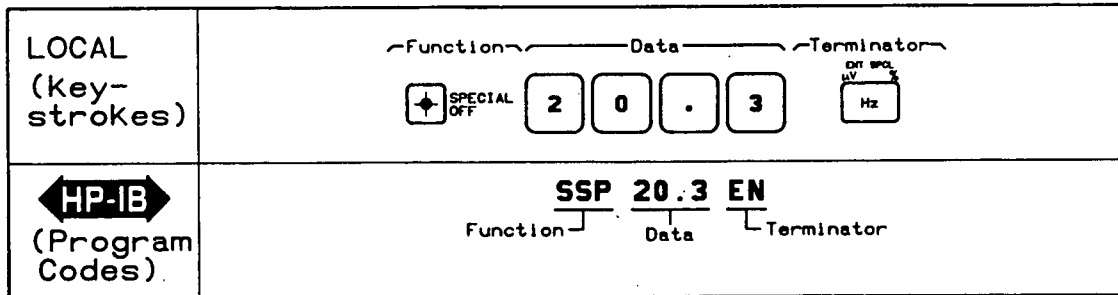 LOCAL
(Key-
strokes)
Function Data Terminator
SPECIAL
OFF
2 0 . 3
ENT SPCL
µV %
Hz
HP-IB
(Program
Codes)
SSP 20.3 EN
Function Data Terminator